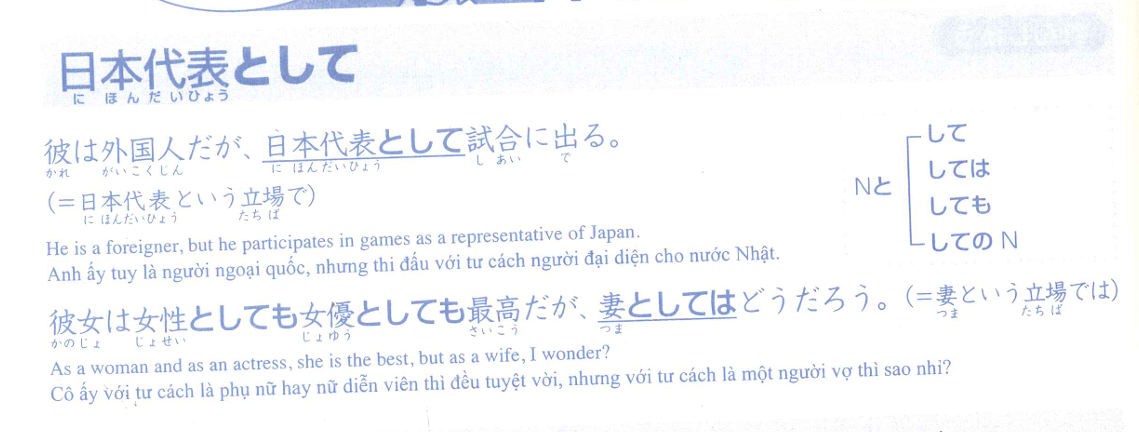 日本代表として
にほんだいひょう
彼は外国人だが、日本代表として試合に出る。
かれ がいこくじん にほんだいひょう しあい で
(=日本代表という立場で)
にほんだいひょう たちば
He is a foreigner, but he participates in games as a representative of Japan.
Anh ấy tuy là người ngoại quốc, nhưng thi đấu với tư cách người đại diện cho nước Nhật.
Nと
して
しては
しても
しての N
彼女は女性としても女優としても最高だが、妻としてはどうだろう。(=妻という立場では)
かのじょ じょせい じょゆう さいこう つま つま たちば
As a woman and as an actress, she is the best, but as a wife, I wonder?
Cô ấy với tư cách là phụ nữ hay nữ diễn viên thì đều tuyệt vời, nhưng với tư cách là một người vợ thì sao nhỉ?